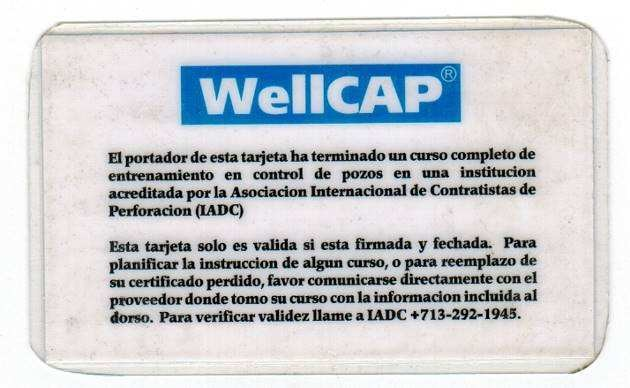 WellCAP®
El portador de esta tarjeta ha terminado un curso completo de
entrenamiento en control de pozos en una institucion
acreditada por la Asociacion Internacional de Contratistas de
Perforacion (IADC)
Esta tarjeta solo es valida si esta firmada y fechada. Para
planificar la instruccion de algun curso, o para reemplazo de
su certificado perdido, favor comunicarse directamente con el
proveedor donde tomo su curso con la informacion incluida al
dorso. Para verificar validez llame a IADC +713-292-1945.